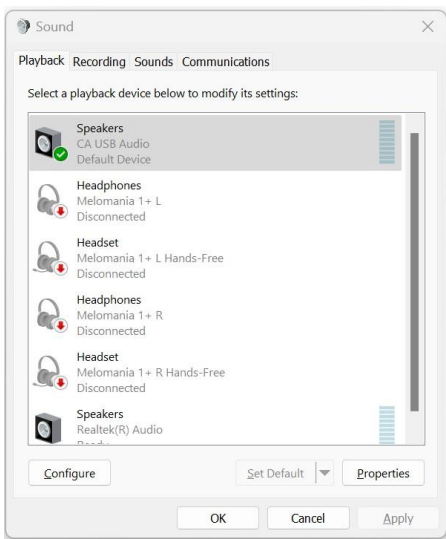 Sound
Playback Recording Sounds Communications
Select a playback device below to modify its settings:
Speakers
CA USB Audio
Default Device
Headphones
Melomania 1+ L
Disconnected
Headset
Melomania 1+ L Hands-Free
Disconnected
Headphones
Melomania 1+ R
Disconnected
Headset
Melomania 1+ R Hands-Free
Disconnected
Speakers
Realtek(R) Audio
Ready
Configure Set Default Properties
OK Cancel Apply